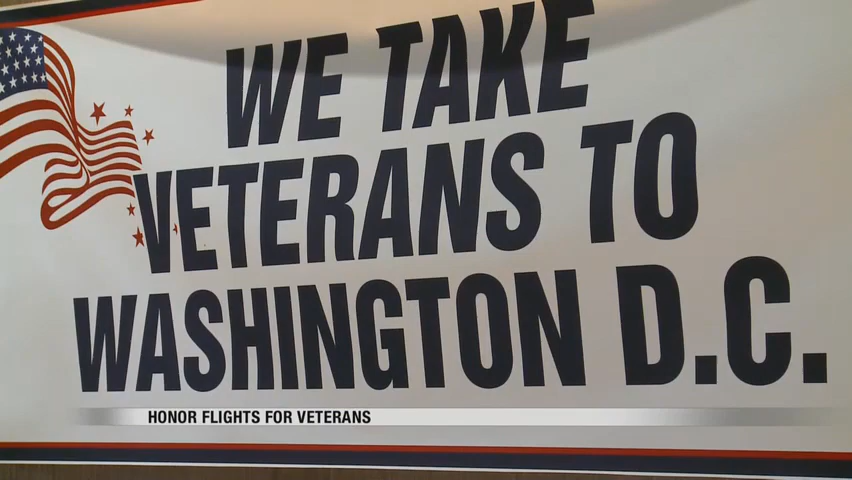 WE TAKE
VETERANS TO
WASHINGTON D.C.
HONOR FLIGHTS FOR VETERANS